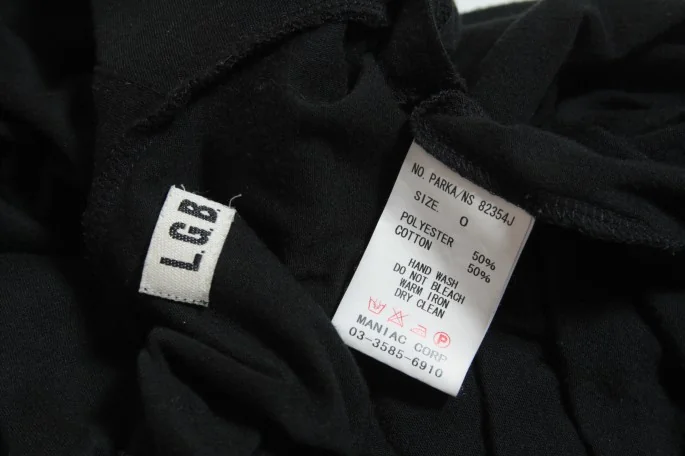 L.G.B.
NO. PARKA/NS 82354J
SIZE. 0
POLYESTER 50%
COTTON 50%
HAND WASH
DO NOT BLEACH
WARM IRON
DRY CLEAN
P
MANIAC CORP
03-3585-6910